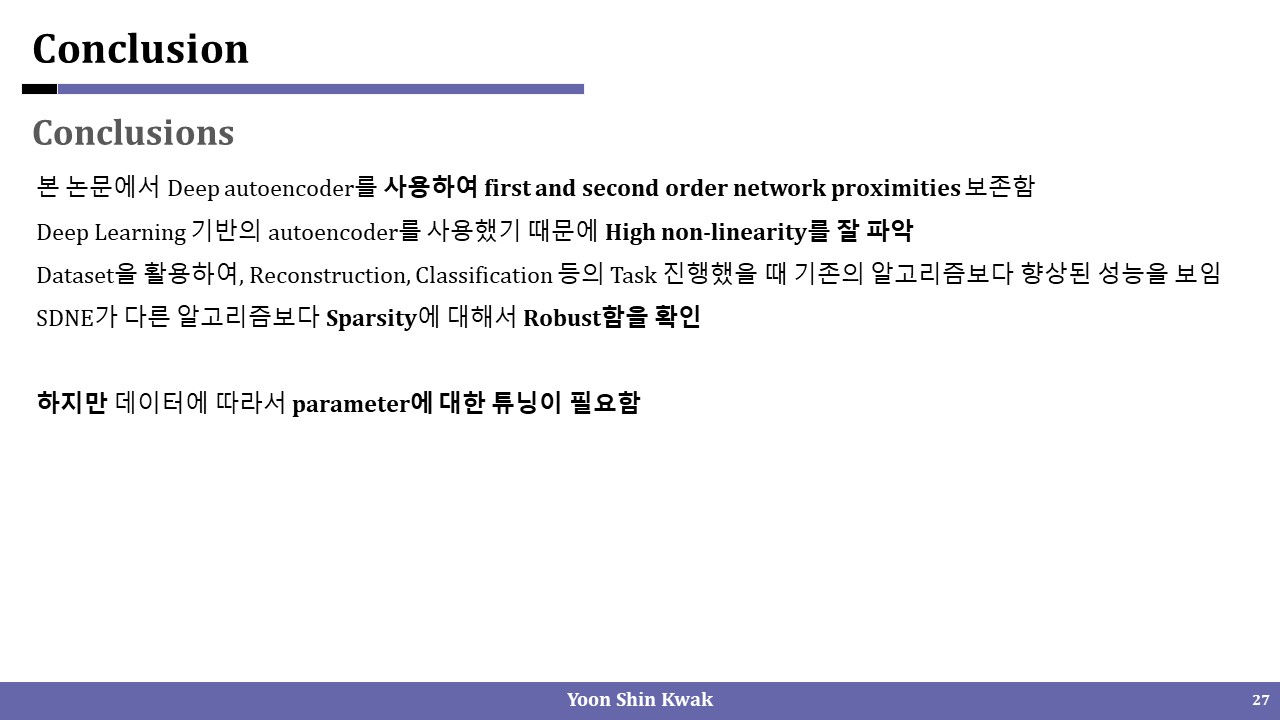 Conclusion
Conclusions
본 논문에서 Deep autoencoder를 사용하여 first and second order network proximities 보존함
Deep Learning 기반의 autoencoder를 사용했기 때문에 High non-linearity를 잘 파악
Dataset을 활용하여, Reconstruction, Classification 등의 Task 진행했을 때 기존의 알고리즘보다 향상된 성능을 보임
SDNE가 다른 알고리즘보다 Sparsity에 대해서 Robust함을 확인
하지만 데이터에 따라서 parameter에 대한 튜닝이 필요함
Yoon Shin Kwak
27